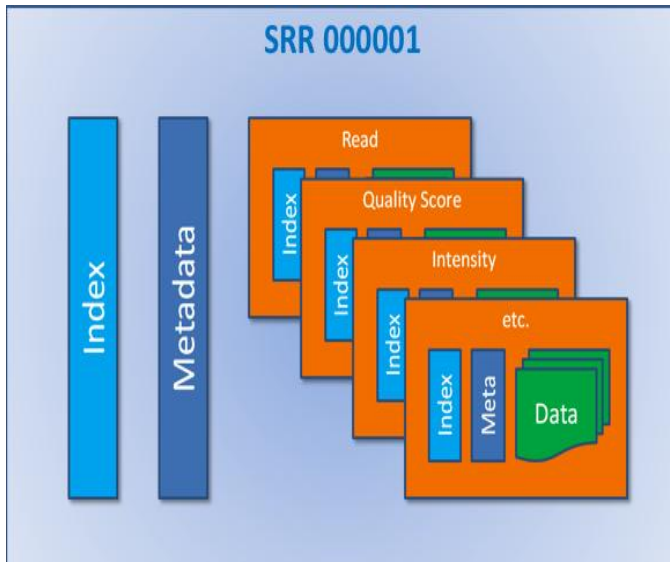 SRR 000001
Index
Metadata
Read
Index
Quality Score
Index
Intensity
Index
etc.
Index
Meta
Data